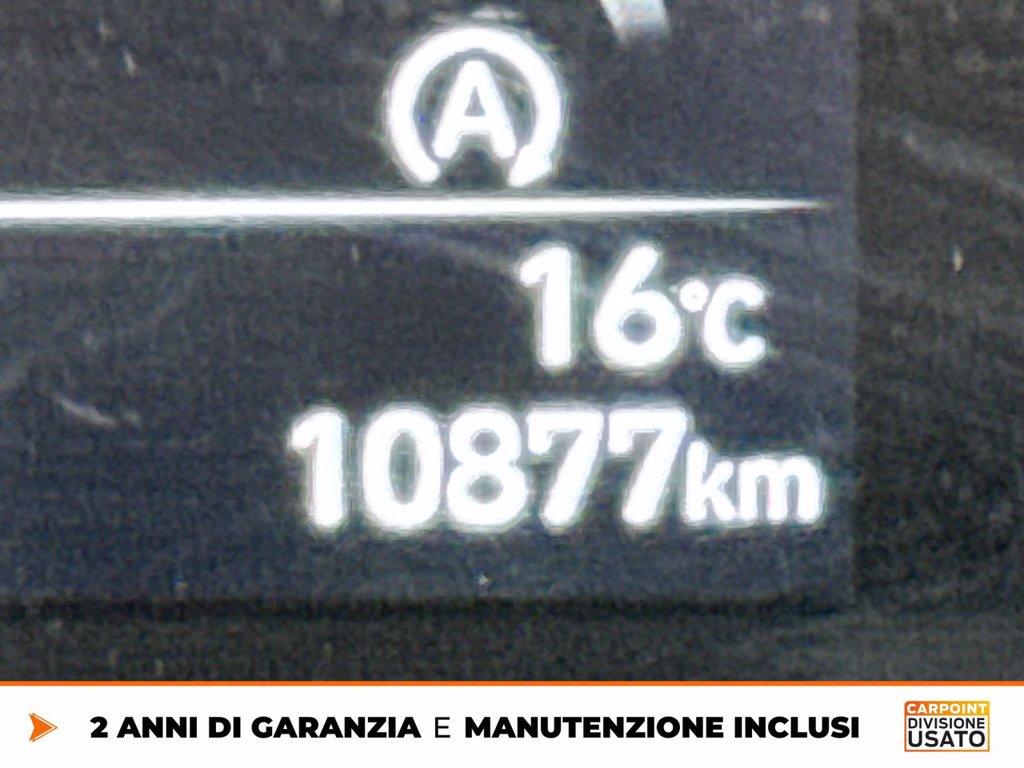 A
16°C
10877km
2 ANNI DI GARANZIA E MANUTENZIONE INCLUSI
CARPOINT
DIVISIONE
USATO